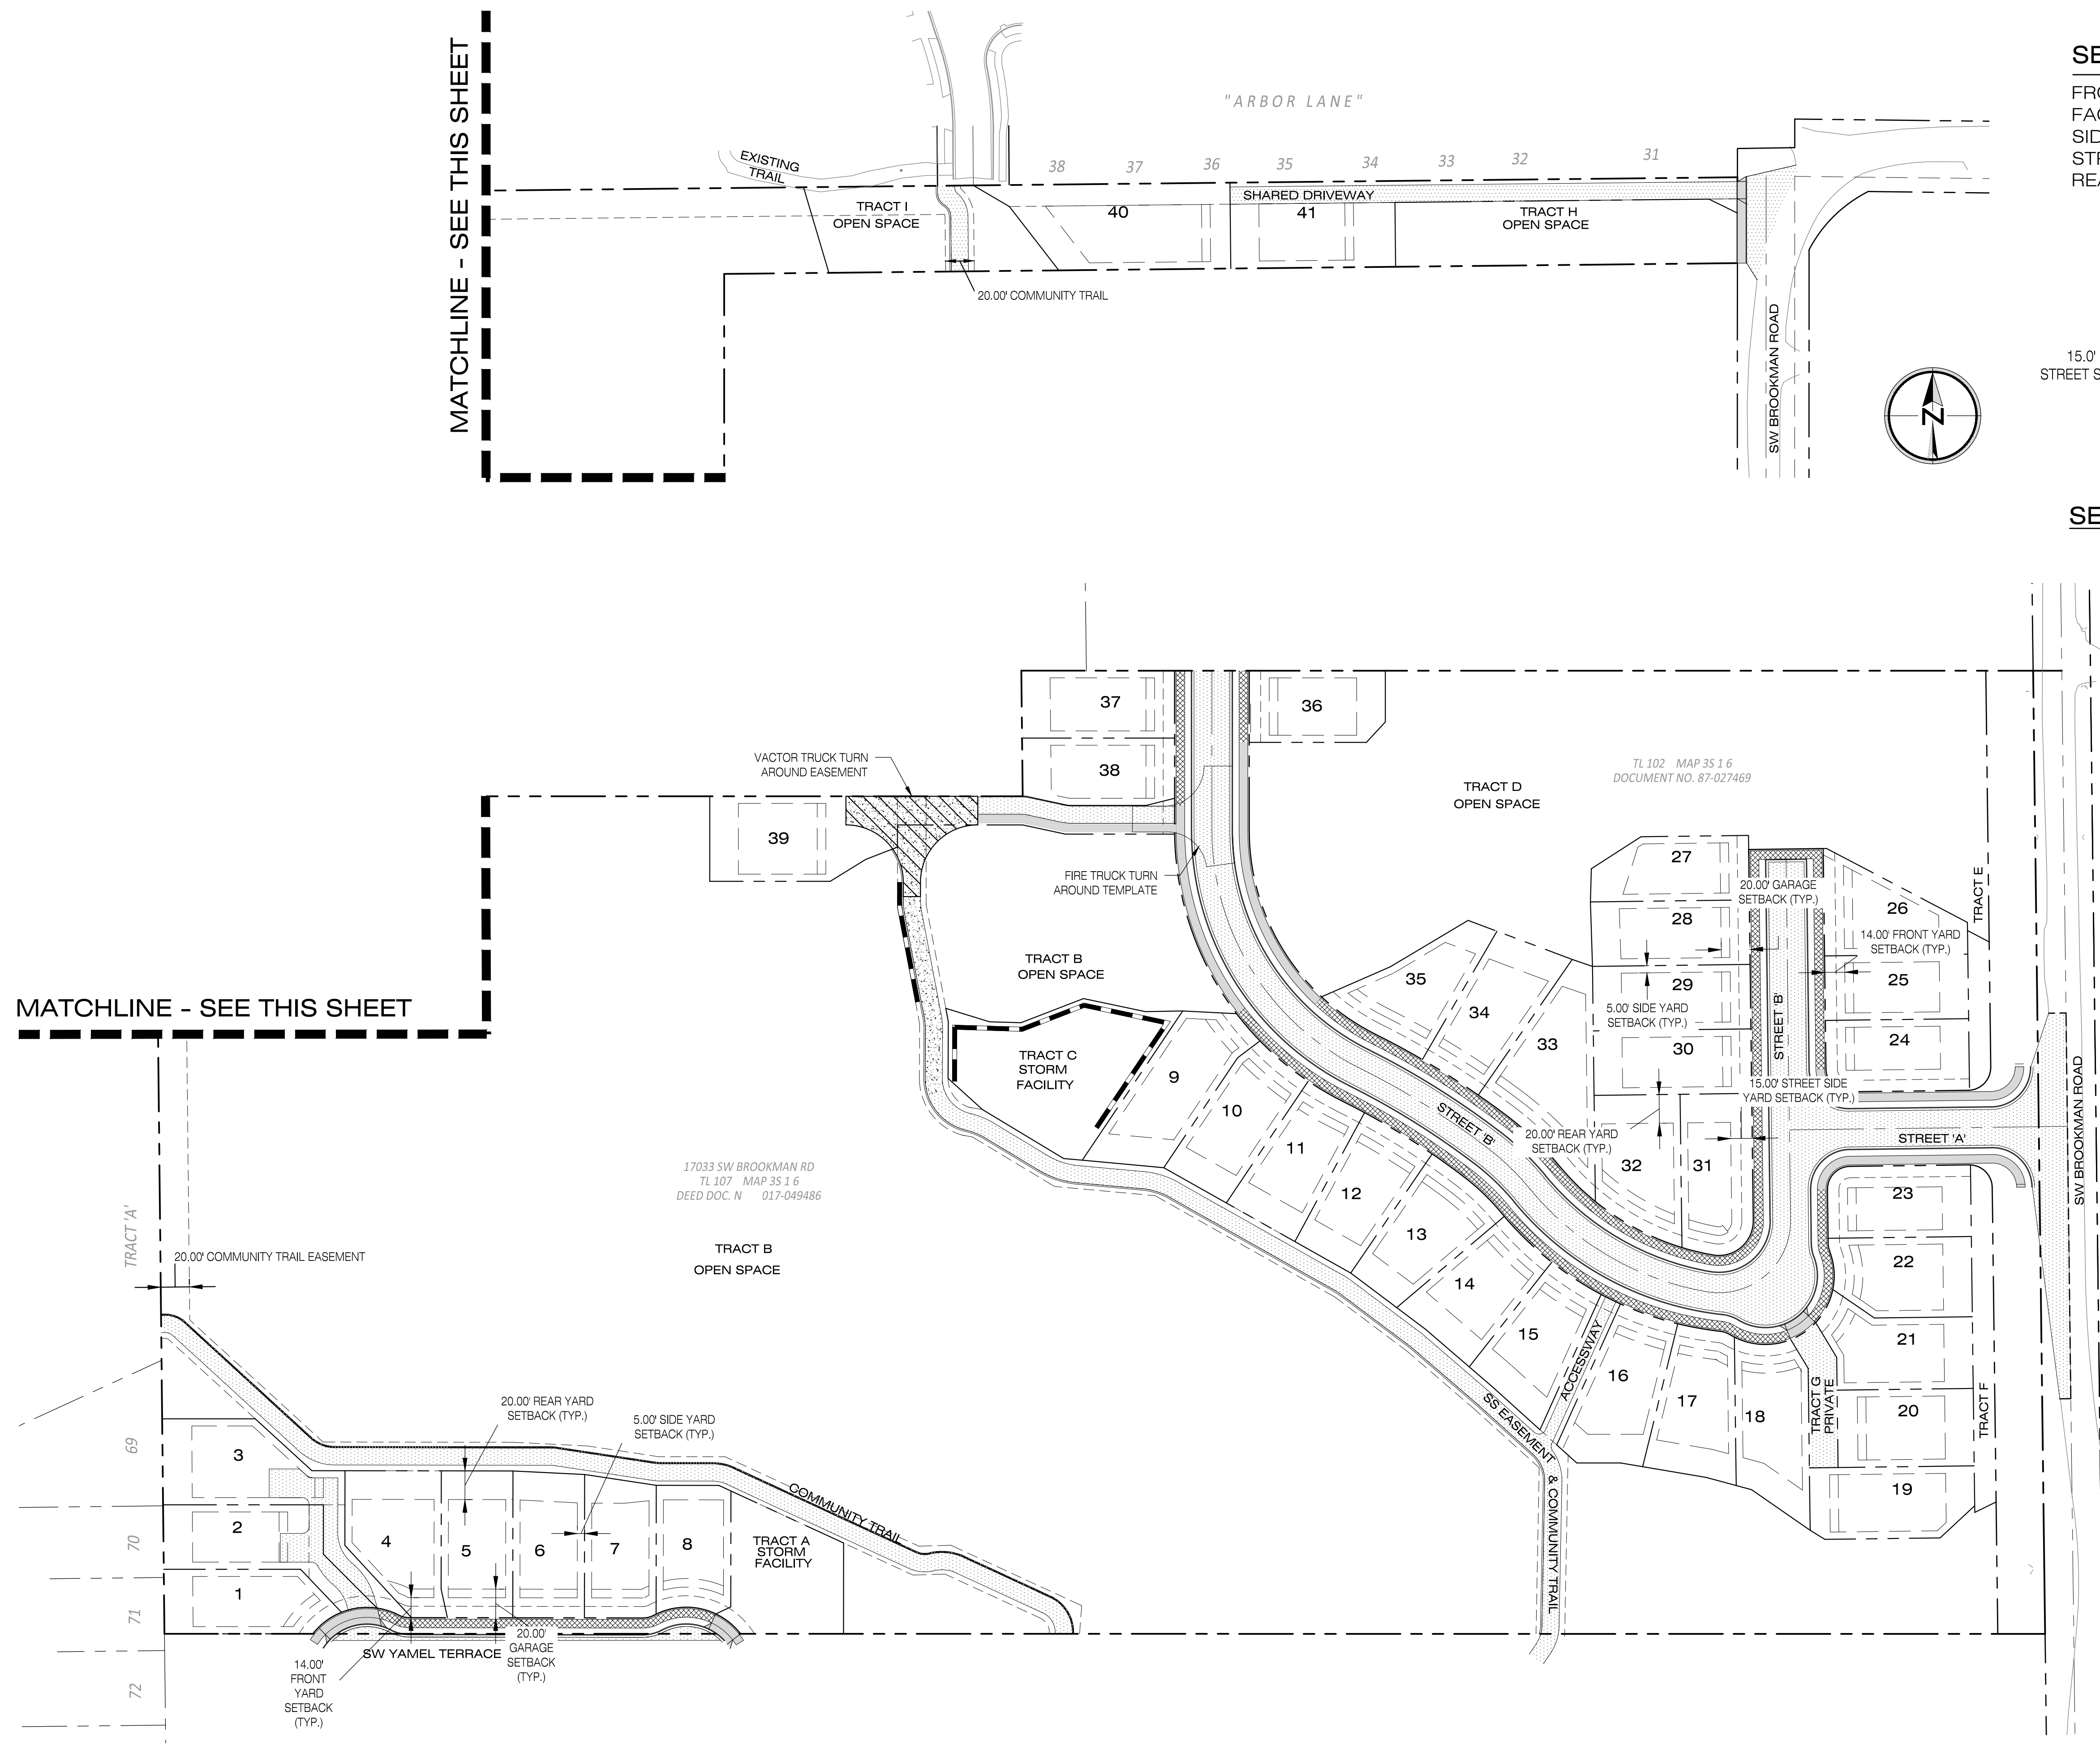 MATCHLINE - SEE THIS SHEET
"ARBOR LANE"
EXISTING
TRAIL
38 37 36 35 34 33 32 31
SHARED DRIVEWAY
TRACT I
OPEN SPACE
40
41
TRACT H
OPEN SPACE
20.00' COMMUNITY TRAIL
SW BROOKMAN ROAD
N
15.0'
37
36
38
VACTOR TRUCK TURN
AROUND EASEMENT
39
FIRE TRUCK TURN
AROUND TEMPLATE
TRACT D
OPEN SPACE
TL 102 MAP 3S 1 6
DOCUMENT NO. 87-027469
TRACT E
27
20.00' GARAGE
SETBACK (TYP.)
28
26
14.00' FRONT YARD
SETBACK (TYP.)
29
25
5.00' SIDE YARD
SETBACK (TYP.)
30
24
STREET 'B'
15.00' STREET SIDE
YARD SETBACK (TYP.)
35
34
33
TRACT B
OPEN SPACE
MATCHLINE - SEE THIS SHEET
TRACT C
STORM
FACILITY
9
10
11
12
13
14
15
STREET 'B'
20.00' REAR YARD
SETBACK (TYP.)
32
31
STREET 'A'
SW BROOKMAN ROAD
23
22
21
20
19
TRACT F
TRACT G
PRIVATE
18
17
16
ACCESSWAY
SS EASEMENT & COMMUNITY TRAIL
17033 SW BROOKMAN RD
TL 107 MAP 3S 1 6
DEED DOC. N 017-049486
TRACT B
OPEN SPACE
TRACT 'A'
20.00' COMMUNITY TRAIL EASEMENT
20.00' REAR YARD
SETBACK (TYP.)
5.00' SIDE YARD
SETBACK (TYP.)
69
70
71
72
3
2
1
4
5
6
7
8
TRACT A
STORM
FACILITY
COMMUNITY TRAIL
SW YAMEL TERRACE
20.00'
GARAGE
SETBACK
(TYP.)
14.00'
FRONT
YARD
SETBACK
(TYP.)